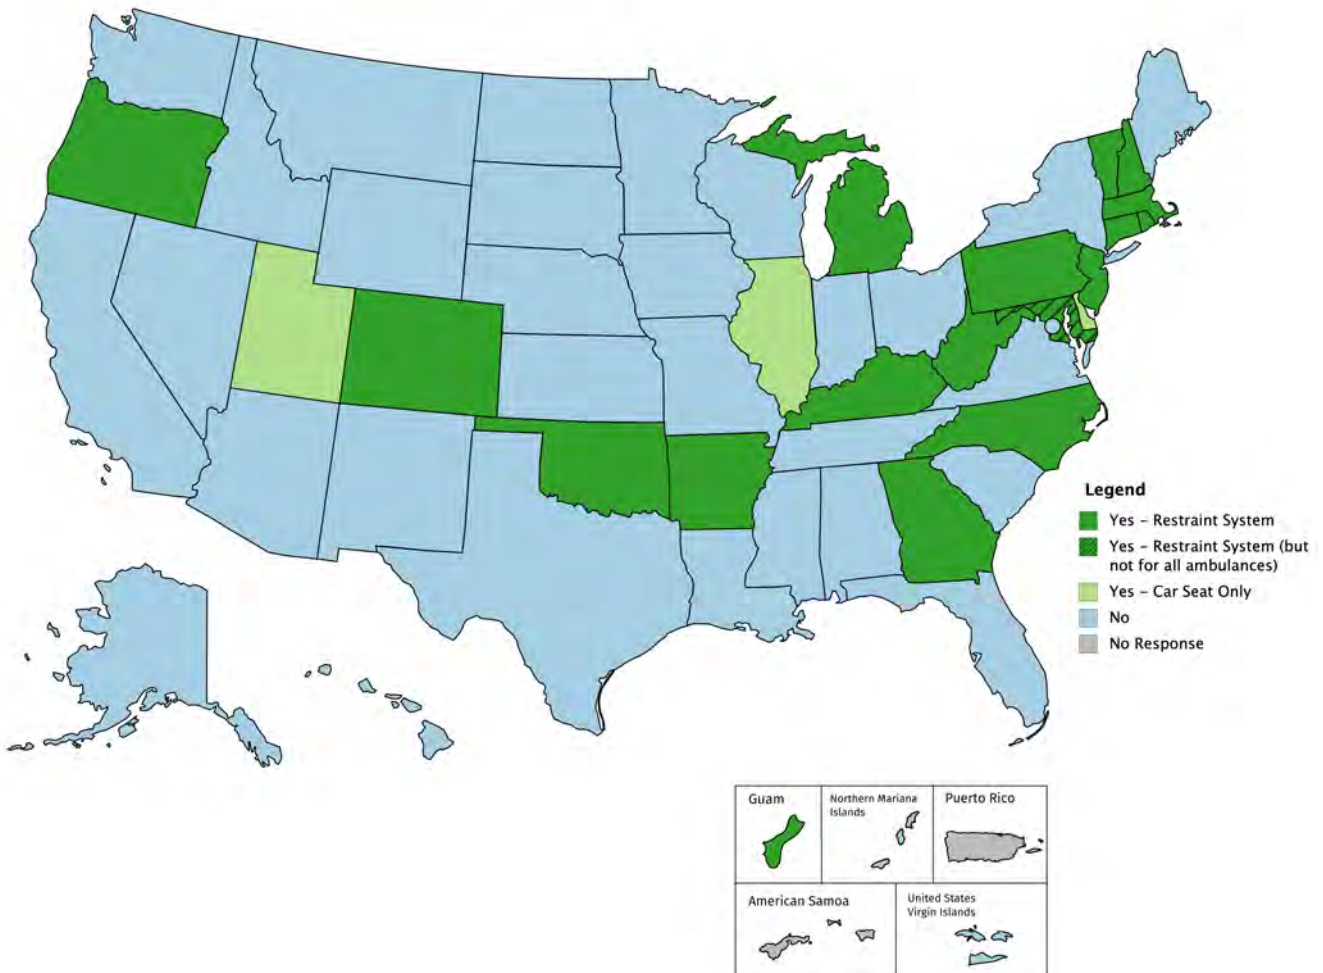 Legend
Yes – Restraint System
Yes – Restraint System (but
not for all ambulances)
Yes – Car Seat Only
No
No Response
Guam
Northern Mariana
Islands
Puerto Rico
American Samoa
United States
Virgin Islands